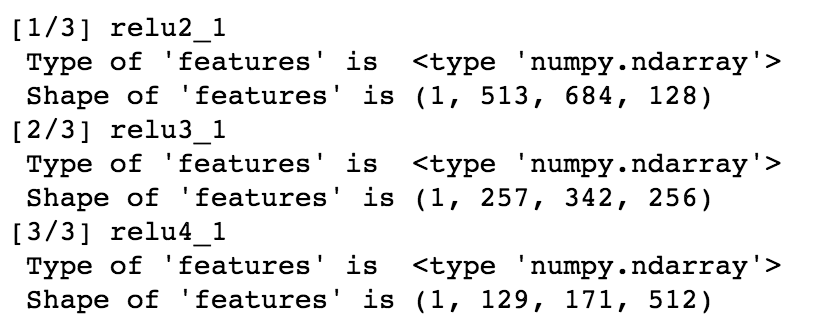 [1/3] relu2_1
 Type of 'features' is  <type 'numpy.ndarray'>
 Shape of 'features' is (1, 513, 684, 128)
[2/3] relu3_1
 Type of 'features' is  <type 'numpy.ndarray'>
 Shape of 'features' is (1, 257, 342, 256)
[3/3] relu4_1
 Type of 'features' is  <type 'numpy.ndarray'>
 Shape of 'features' is (1, 129, 171, 512)